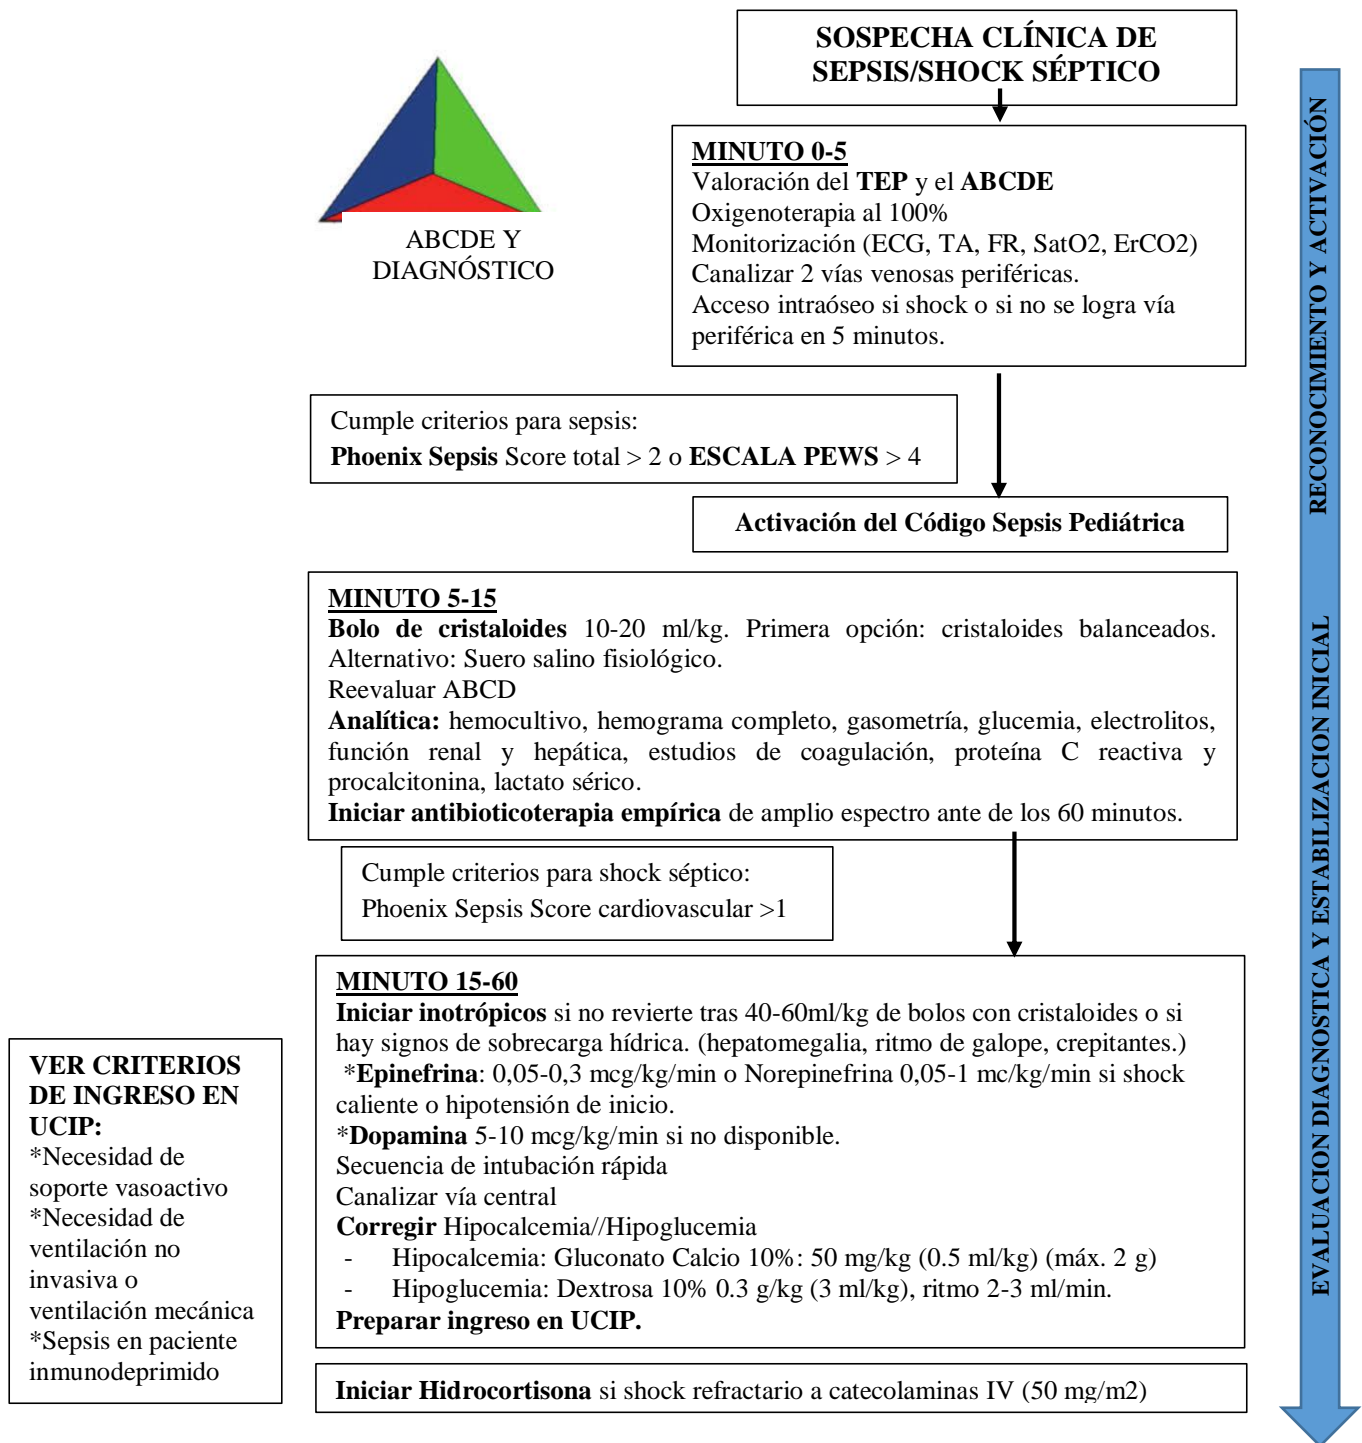 SOSPECHA CLÍNICA DE
SEPSIS/SHOCK SÉPTICO
ABCDE Y
DIAGNÓSTICO
MINUTO 0-5
Valoración del TEP y el ABCDE
Oxigenoterapia al 100%
Monitorización (ECG, TA, FR, SatO2, ErCO2)
Canalizar 2 vías venosas periféricas.
Acceso intraóseo si shock o si no se logra vía
periférica en 5 minutos.
Cumple criterios para sepsis:
Phoenix Sepsis Score total > 2 o ESCALA PEWS > 4
Activación del Código Sepsis Pediátrica
MINUTO 5-15
Bolo de cristaloides 10-20 ml/kg. Primera opción: cristaloides balanceados.
Alternativo: Suero salino fisiológico.
Reevaluar ABCD
Analítica: hemocultivo, hemograma completo, gasometría, glucemia, electrolitos,
función renal y hepática, estudios de coagulación, proteína C reactiva y
procalcitonina, lactato sérico.
Iniciar antibioticoterapia empírica de amplio espectro ante de los 60 minutos.
Cumple criterios para shock séptico:
Phoenix Sepsis Score cardiovascular >1
MINUTO 15-60
Iniciar inotrópicos si no revierte tras 40-60ml/kg de bolos con cristaloides o si
hay signos de sobrecarga hídrica. (hepatomegalia, ritmo de galope, crepitantes.)
*Epinefrina: 0,05-0,3 mcg/kg/min o Norepinefrina 0,05-1 mc/kg/min si shock
caliente o hipotensión de inicio.
*Dopamina 5-10 mcg/kg/min si no disponible.
Secuencia de intubación rápida
Canalizar vía central
Corregir Hipocalcemia//Hipoglucemia
- Hipocalcemia: Gluconato Calcio 10%: 50 mg/kg (0.5 ml/kg) (máx. 2 g)
- Hipoglucemia: Dextrosa 10% 0.3 g/kg (3 ml/kg), ritmo 2-3 ml/min.
Preparar ingreso en UCIP.
VER CRITERIOS
DE INGRESO EN
UCIP:
*Necesidad de
soporte vasoactivo
*Necesidad de
ventilación no
invasiva o
ventilación mecánica
*Sepsis en paciente
inmunodeprimido
Iniciar Hidrocortisona si shock refractario a catecolaminas IV (50 mg/m2)
RECONOCIMIENTO Y ACTIVACIÓN
EVALUACION DIAGNOSTICA Y ESTABILIZACION INICIAL